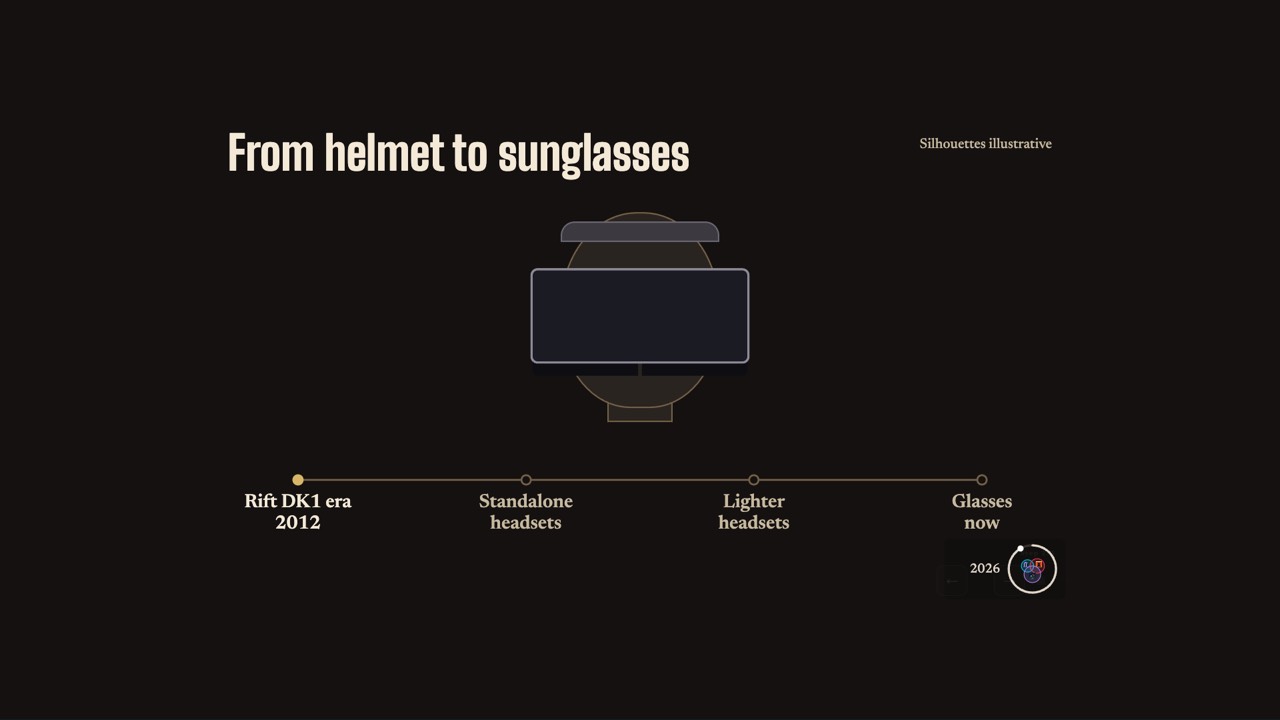 From helmet to sunglasses
Silhouettes illustrative
Rift DK1 era
2012
Standalone
headsets
Lighter
headsets
Glasses
now
2026